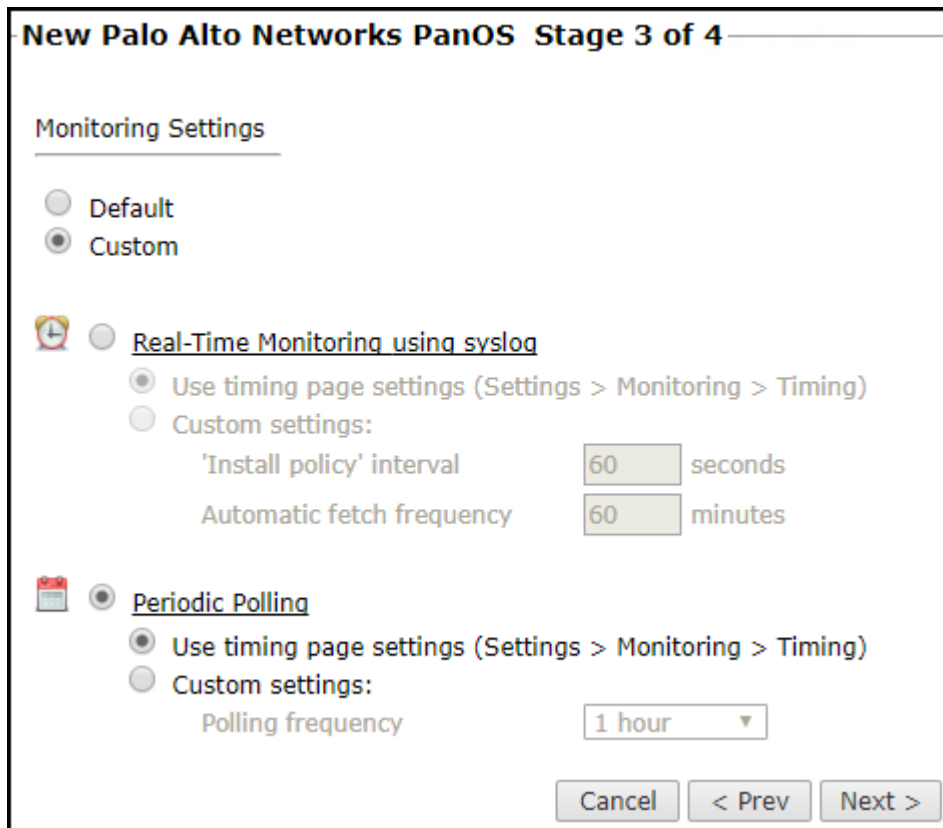 New Palo Alto Networks PanOS Stage 3 of 4
Monitoring Settings
Default
Custom
Real-Time Monitoring using syslog
Use timing page settings (Settings > Monitoring > Timing)
Custom settings:
'Install policy' interval 60 seconds
Automatic fetch frequency 60 minutes
Periodic Polling
Use timing page settings (Settings > Monitoring > Timing)
Custom settings:
Polling frequency 1 hour
Cancel < Prev Next >